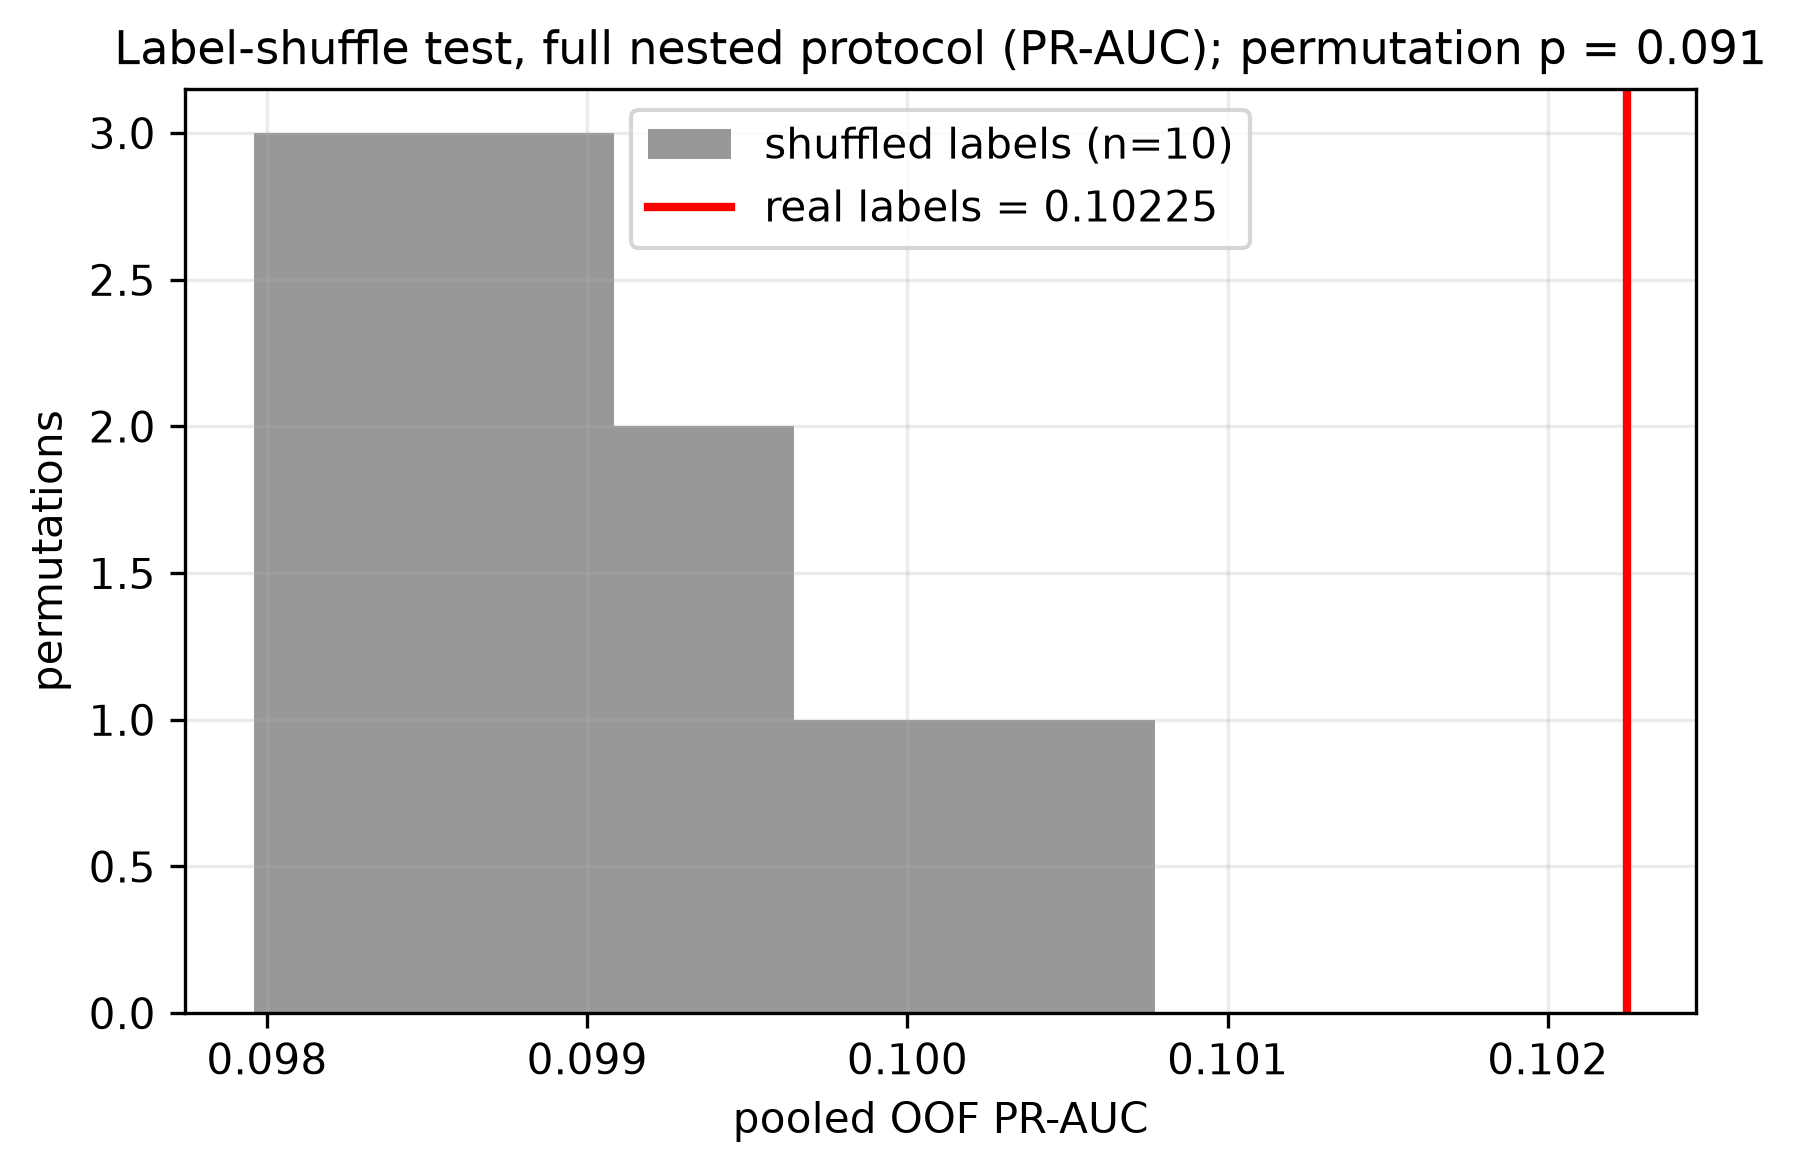 Label-shuffle test, full nested protocol (PR-AUC); permutation p = 0.091
shuffled labels (n=10)
real labels = 0.10225
permutations
3.0
2.5
2.0
1.5
1.0
0.5
0.0
0.098 0.099 0.100 0.101 0.102
pooled OOF PR-AUC